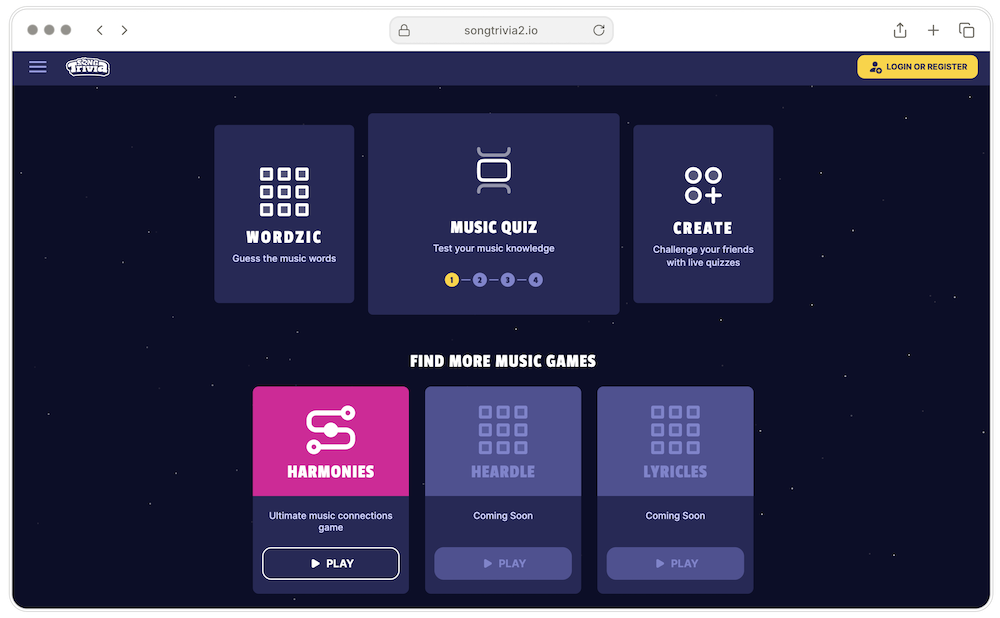 songtrivia2.io
SONG
Trivia
LOGIN OR REGISTER
WORDZIC
Guess the music words
MUSIC QUIZ
Test your music knowledge
1 2 3 4
CREATE
Challenge your friends
with live quizzes
FIND MORE MUSIC GAMES
HARMONIES
Ultimate music connections
game
PLAY
HEARDLE
Coming Soon
PLAY
LYRICLES
Coming Soon
PLAY